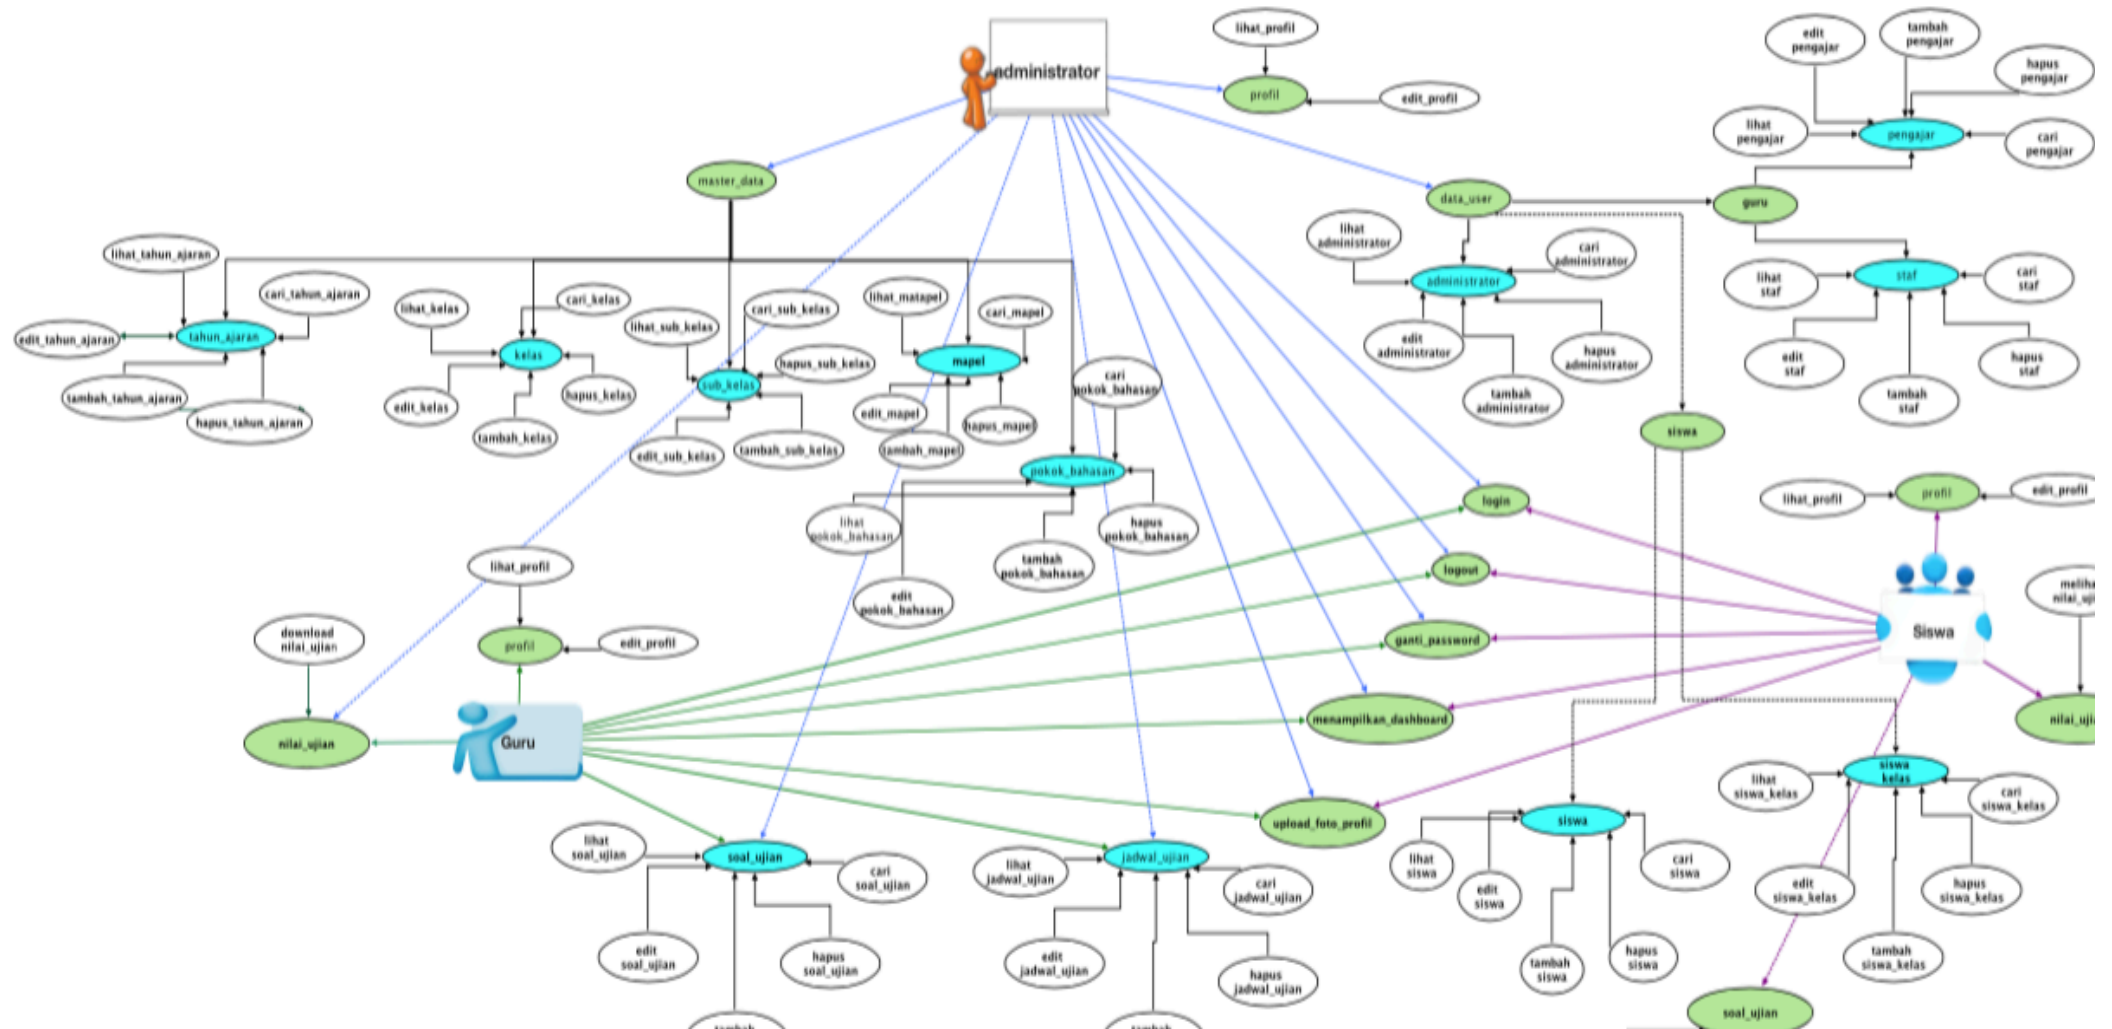 administrator
lihat_profil
profil
edit_profil
edit
pengajar
tambah
pengajar
hapus
pengajar
lihat
pengajar
pengajar
cari
pengajar
master_data
data_user
guru
lihat
administrator
cari
administrator
administrator
edit
administrator
hapus
administrator
tambah
administrator
lihat
staf
staf
cari
staf
edit
staf
tambah
staf
hapus
staf
lihat_tahun_ajaran
cari_tahun_ajaran
edit_tahun_ajaran
tahun_ajaran
tambah_tahun_ajaran
hapus_tahun_ajaran
lihat_kelas
cari_kelas
kelas
edit_kelas
hapus_kelas
tambah_kelas
lihat_sub_kelas
cari_sub_kelas
hapus_sub_kelas
sub_kelas
edit_sub_kelas
tambah_sub_kelas
lihat_matapel
cari_mapel
mapel
edit_mapel
hapus_mapel
tambah_mapel
cari
pokok_bahasan
pokok_bahasan
lihat
pokok_bahasan
hapus
pokok_bahasan
tambah
pokok_bahasan
edit
pokok_bahasan
siswa
login
logout
ganti_password
menampilkan_dashboard
upload_foto_profil
lihat_profil
profil
edit_profil
download
nilai_ujian
nilai_ujian
Guru
lihat_profil
profil
edit_profil
Siswa
lihat
soal_ujian
soal_ujian
cari
soal_ujian
edit
soal_ujian
hapus
soal_ujian
lihat
jadwal_ujian
jadwal_ujian
cari
jadwal_ujian
edit
jadwal_ujian
hapus
jadwal_ujian
siswa
lihat
siswa
edit
siswa
cari
siswa
tambah
siswa
hapus
siswa
siswa
kelas
lihat
siswa_kelas
cari
siswa_kelas
edit
siswa_kelas
hapus
siswa_kelas
tambah
siswa_kelas
soal_ujian